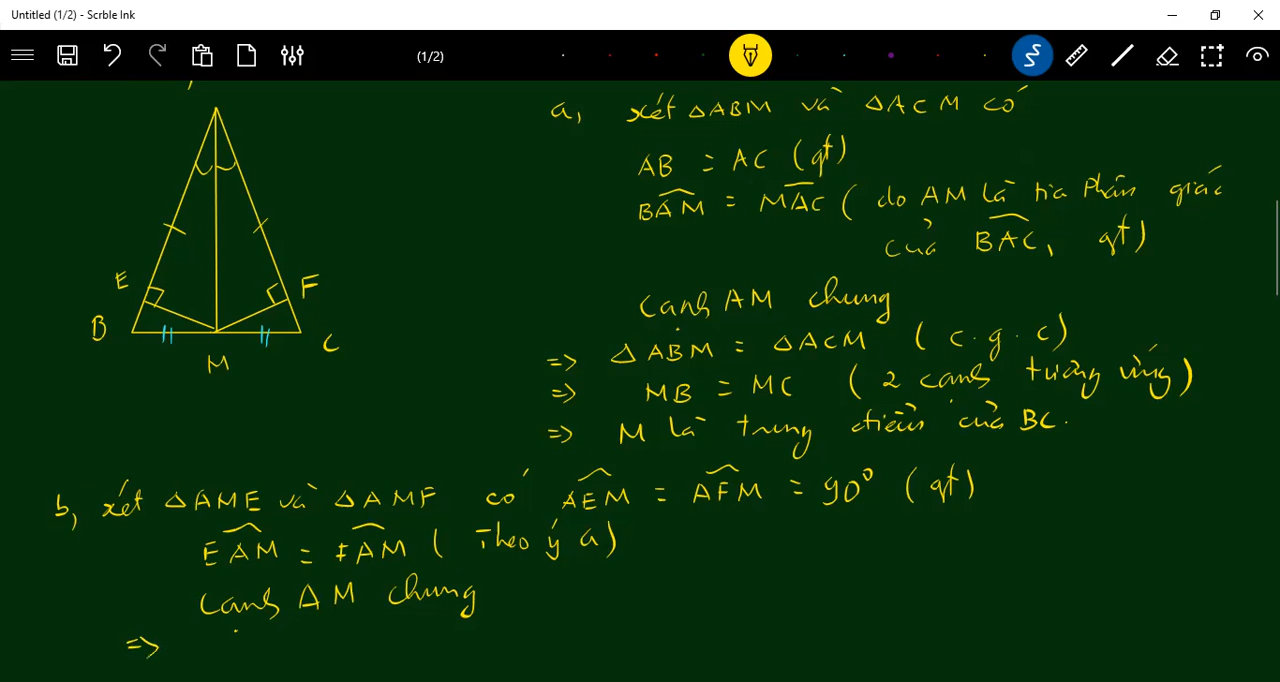 Untitled (1/2) - Scrble Ink
(1/2)
E
F
B
M
C
a, xét ΔABM và ΔACM có
AB = AC (gt)
BAM = MAC ( do AM là tia phân giác
của BAC, gt)
cạnh AM chung
=> ΔABM = ΔACM ( c.g.c)
=> MB = MC ( 2 cạnh tương ứng)
=> M là trung điểm của BC.
b, xét ΔAME và ΔAMF có AEM = AFM = 90° (gt)
EAM = FAM ( Theo ý a)
cạnh AM chung
=>